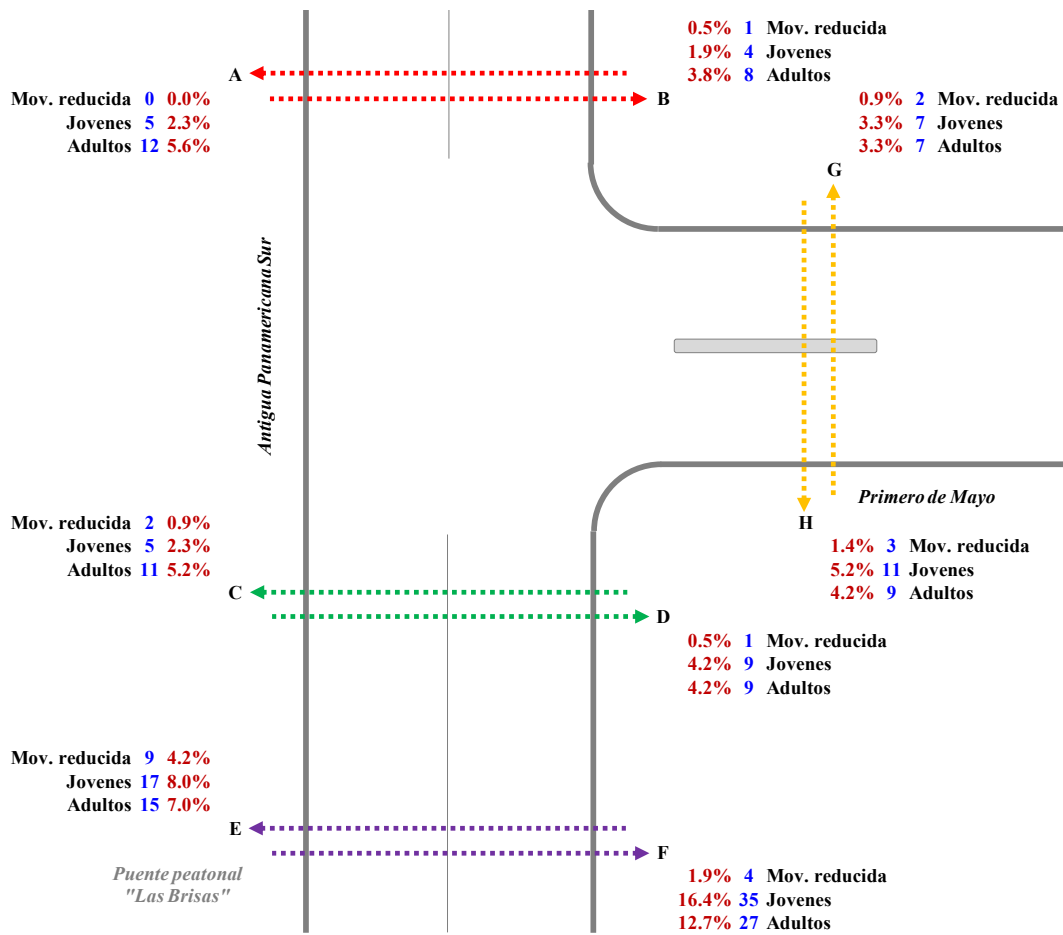 0.5% 1 Mov. reducida
1.9% 4 Jovenes
3.8% 8 Adultos
A
B
Mov. reducida 0 0.0%
Jovenes 5 2.3%
Adultos 12 5.6%
0.9% 2 Mov. reducida
3.3% 7 Jovenes
3.3% 7 Adultos
G
Antigua Panamericana Sur
Primero de Mayo
H
1.4% 3 Mov. reducida
5.2% 11 Jovenes
4.2% 9 Adultos
Mov. reducida 2 0.9%
Jovenes 5 2.3%
Adultos 11 5.2%
C
D
0.5% 1 Mov. reducida
4.2% 9 Jovenes
4.2% 9 Adultos
Mov. reducida 9 4.2%
Jovenes 17 8.0%
Adultos 15 7.0%
E
F
Puente peatonal
"Las Brisas"
1.9% 4 Mov. reducida
16.4% 35 Jovenes
12.7% 27 Adultos